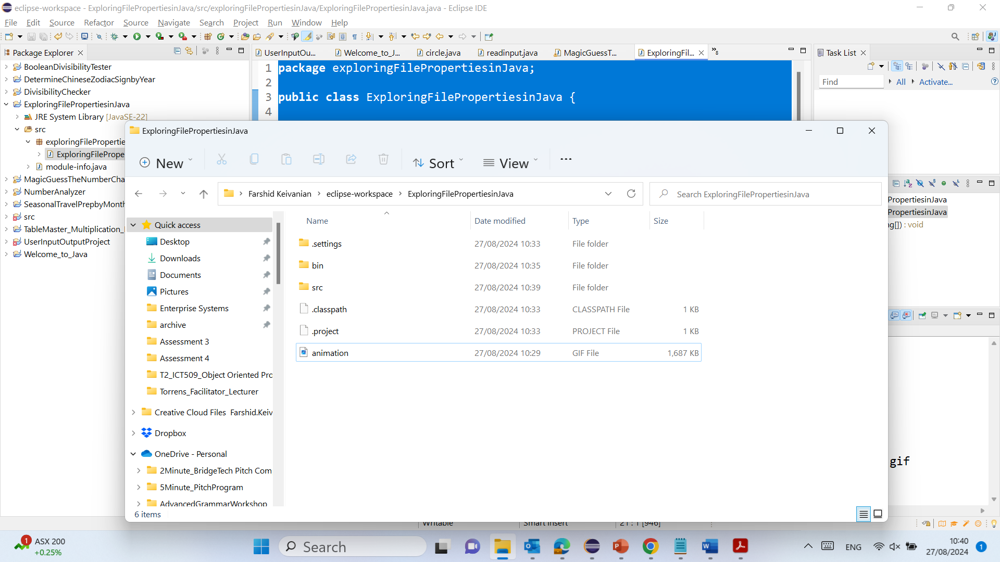 eclipse-workspace - ExploringFilePropertiesinJava/src/exploringFilePropertiesinJava/ExploringFilePropertiesinJava.java - Eclipse IDE
File Edit Source Refactor Source Navigate Search Project Run Window Help
Package Explorer
BooleanDivisibilityTester
DetermineChineseZodiacSignbyYear
DivisibilityChecker
ExploringFilePropertiesinJava
JRE System Library [JavaSE-22]
src
exploringFilePropertie
ExploringFilePrope
module-info.java
MagicGuessTheNumberCha
NumberAnalyzer
SeasonalTravelPrepbyMonth
src
TableMaster_Multiplication_
UserInputOutputProject
Welcome_to_Java
UserInputOu... Welcome_to_J... circle.java readinput.java MagicGuessT... ExploringFil... »8
1 package exploringFilePropertiesinJava;
2
3 public class ExploringFilePropertiesinJava {
4
Task List
Find All Activate...
PropertiesinJava
PropertiesinJava
ng[]) : void
gif
Writable Smart Insert 21 : 1 [946]
ExploringFilePropertiesinJava
New Sort View ...
Farshid Keivanian > eclipse-workspace > ExploringFilePropertiesinJava
Search ExploringFilePropertiesinJava
Quick access
Desktop
Downloads
Documents
Pictures
Enterprise Systems
archive
Assessment 3
Assessment 4
T2_ICT509_Object Oriented Pro
Torrens_Facilitator_Lecturer
Creative Cloud Files Farshid.Keiv
Dropbox
OneDrive - Personal
2Minute_BridgeTech Pitch Com
5Minute_PitchProgram
AdvancedGrammarWorkshop
Name Date modified Type Size
.settings 27/08/2024 10:33 File folder
bin 27/08/2024 10:35 File folder
src 27/08/2024 10:39 File folder
.classpath 27/08/2024 10:33 CLASSPATH File 1 KB
.project 27/08/2024 10:33 PROJECT File 1 KB
animation 27/08/2024 10:29 GIF File 1,687 KB
6 items
1
ASX 200
+0.25%
Search
ENG
10:40
27/08/2024
1